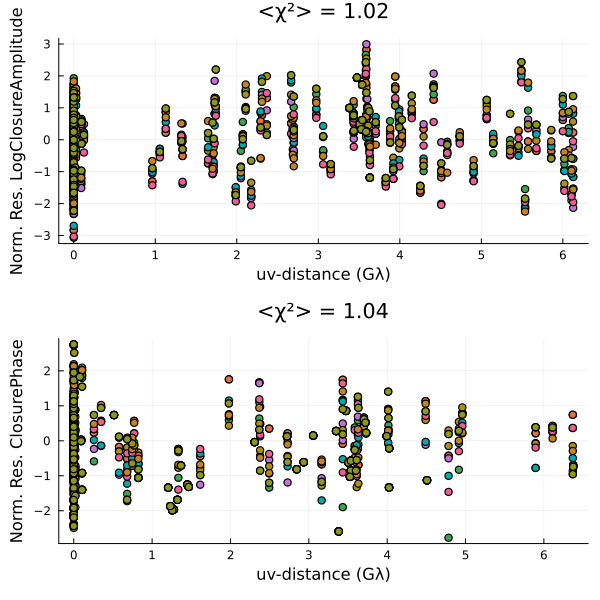 <χ²> = 1.02
Norm. Res. LogClosureAmplitude
3
2
1
0
−1
−2
−3
0 1 2 3 4 5 6
uv-distance (Gλ)
<χ²> = 1.04
Norm. Res. ClosurePhase
2
1
0
−1
−2
0 1 2 3 4 5 6
uv-distance (Gλ)